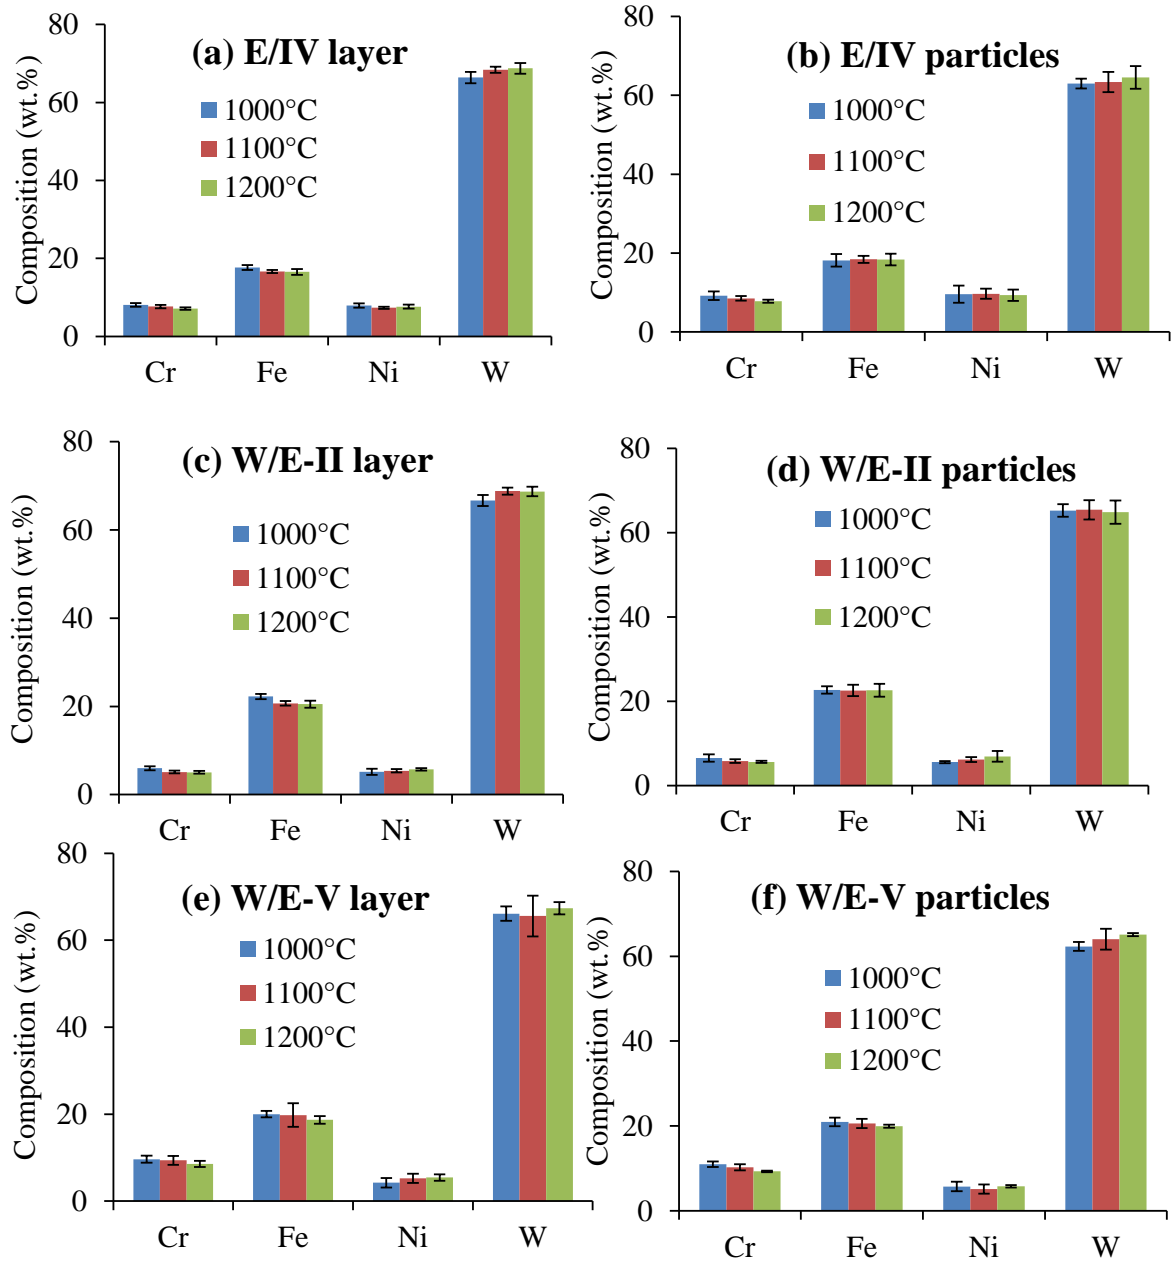 (a) E/IV layer
Composition (wt.%)
80
60
40
20
0
1000°C
1100°C
1200°C
Cr Fe Ni W
(b) E/IV particles
Composition (wt.%)
80
60
40
20
0
1000°C
1100°C
1200°C
Cr Fe Ni W
(c) W/E-II layer
Composition (wt.%)
80
60
40
20
0
1000°C
1100°C
1200°C
Cr Fe Ni W
(d) W/E-II particles
Composition (wt.%)
80
60
40
20
0
1000°C
1100°C
1200°C
Cr Fe Ni W
(e) W/E-V layer
Composition (wt.%)
80
60
40
20
0
1000°C
1100°C
1200°C
Cr Fe Ni W
(f) W/E-V particles
Composition (wt.%)
80
60
40
20
0
1000°C
1100°C
1200°C
Cr Fe Ni W